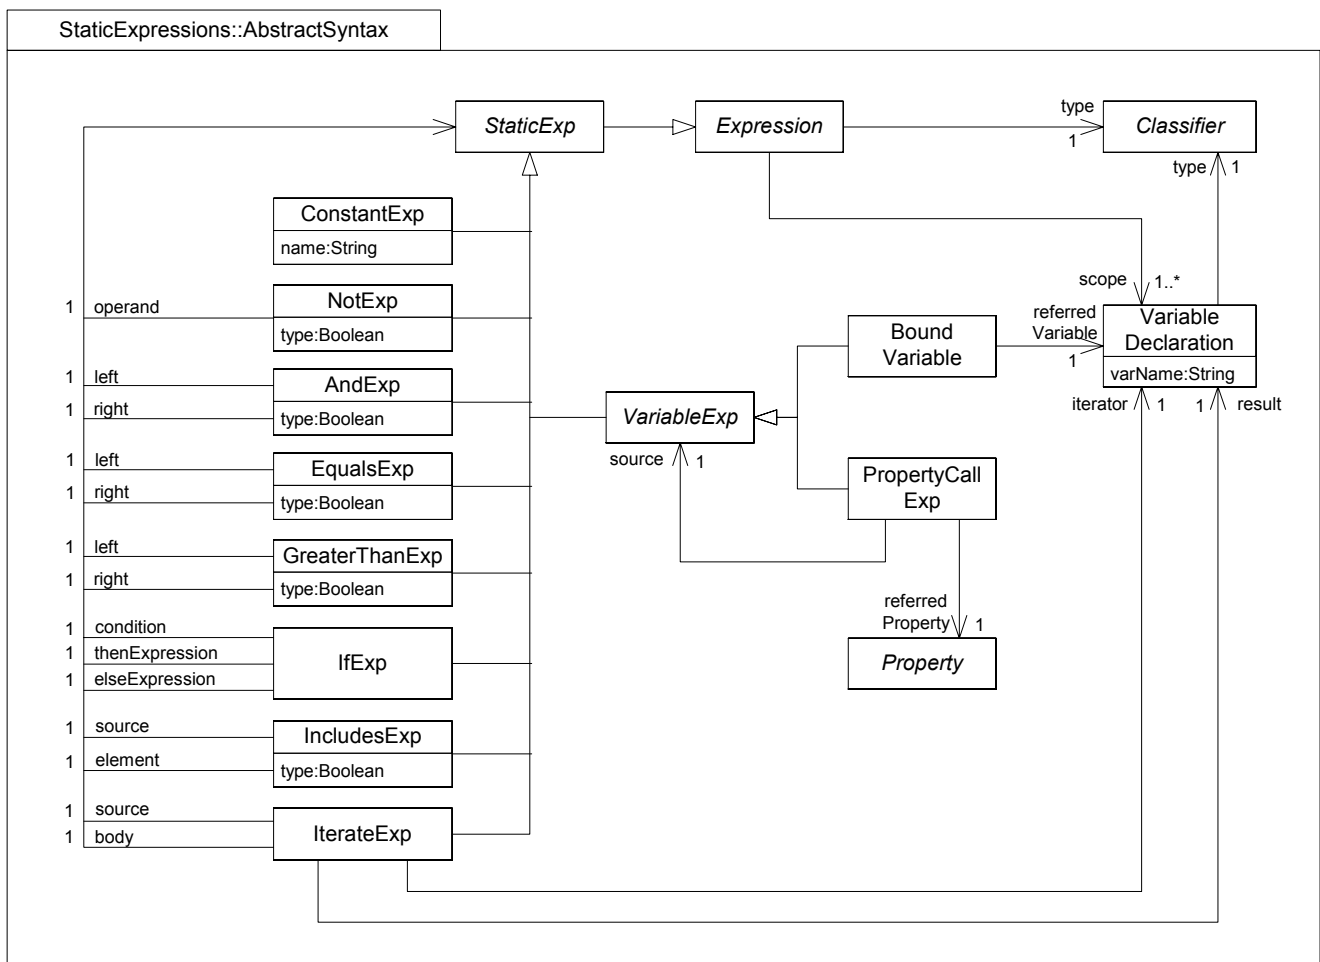 StaticExpressions::AbstractSyntax
StaticExp
Expression
type
1
Classifier
type
1
ConstantExp
name:String
scope
1..*
1
operand
NotExp
type:Boolean
Bound
Variable
referred
Variable
1
Variable
Declaration
varName:String
iterator
1
1
result
1
left
1
right
AndExp
type:Boolean
VariableExp
source
1
1
left
1
right
EqualsExp
type:Boolean
PropertyCall
Exp
1
left
1
right
GreaterThanExp
type:Boolean
referred
Property
1
Property
1
condition
1
thenExpression
1
elseExpression
IfExp
1
source
1
element
IncludesExp
type:Boolean
1
source
1
body
IterateExp